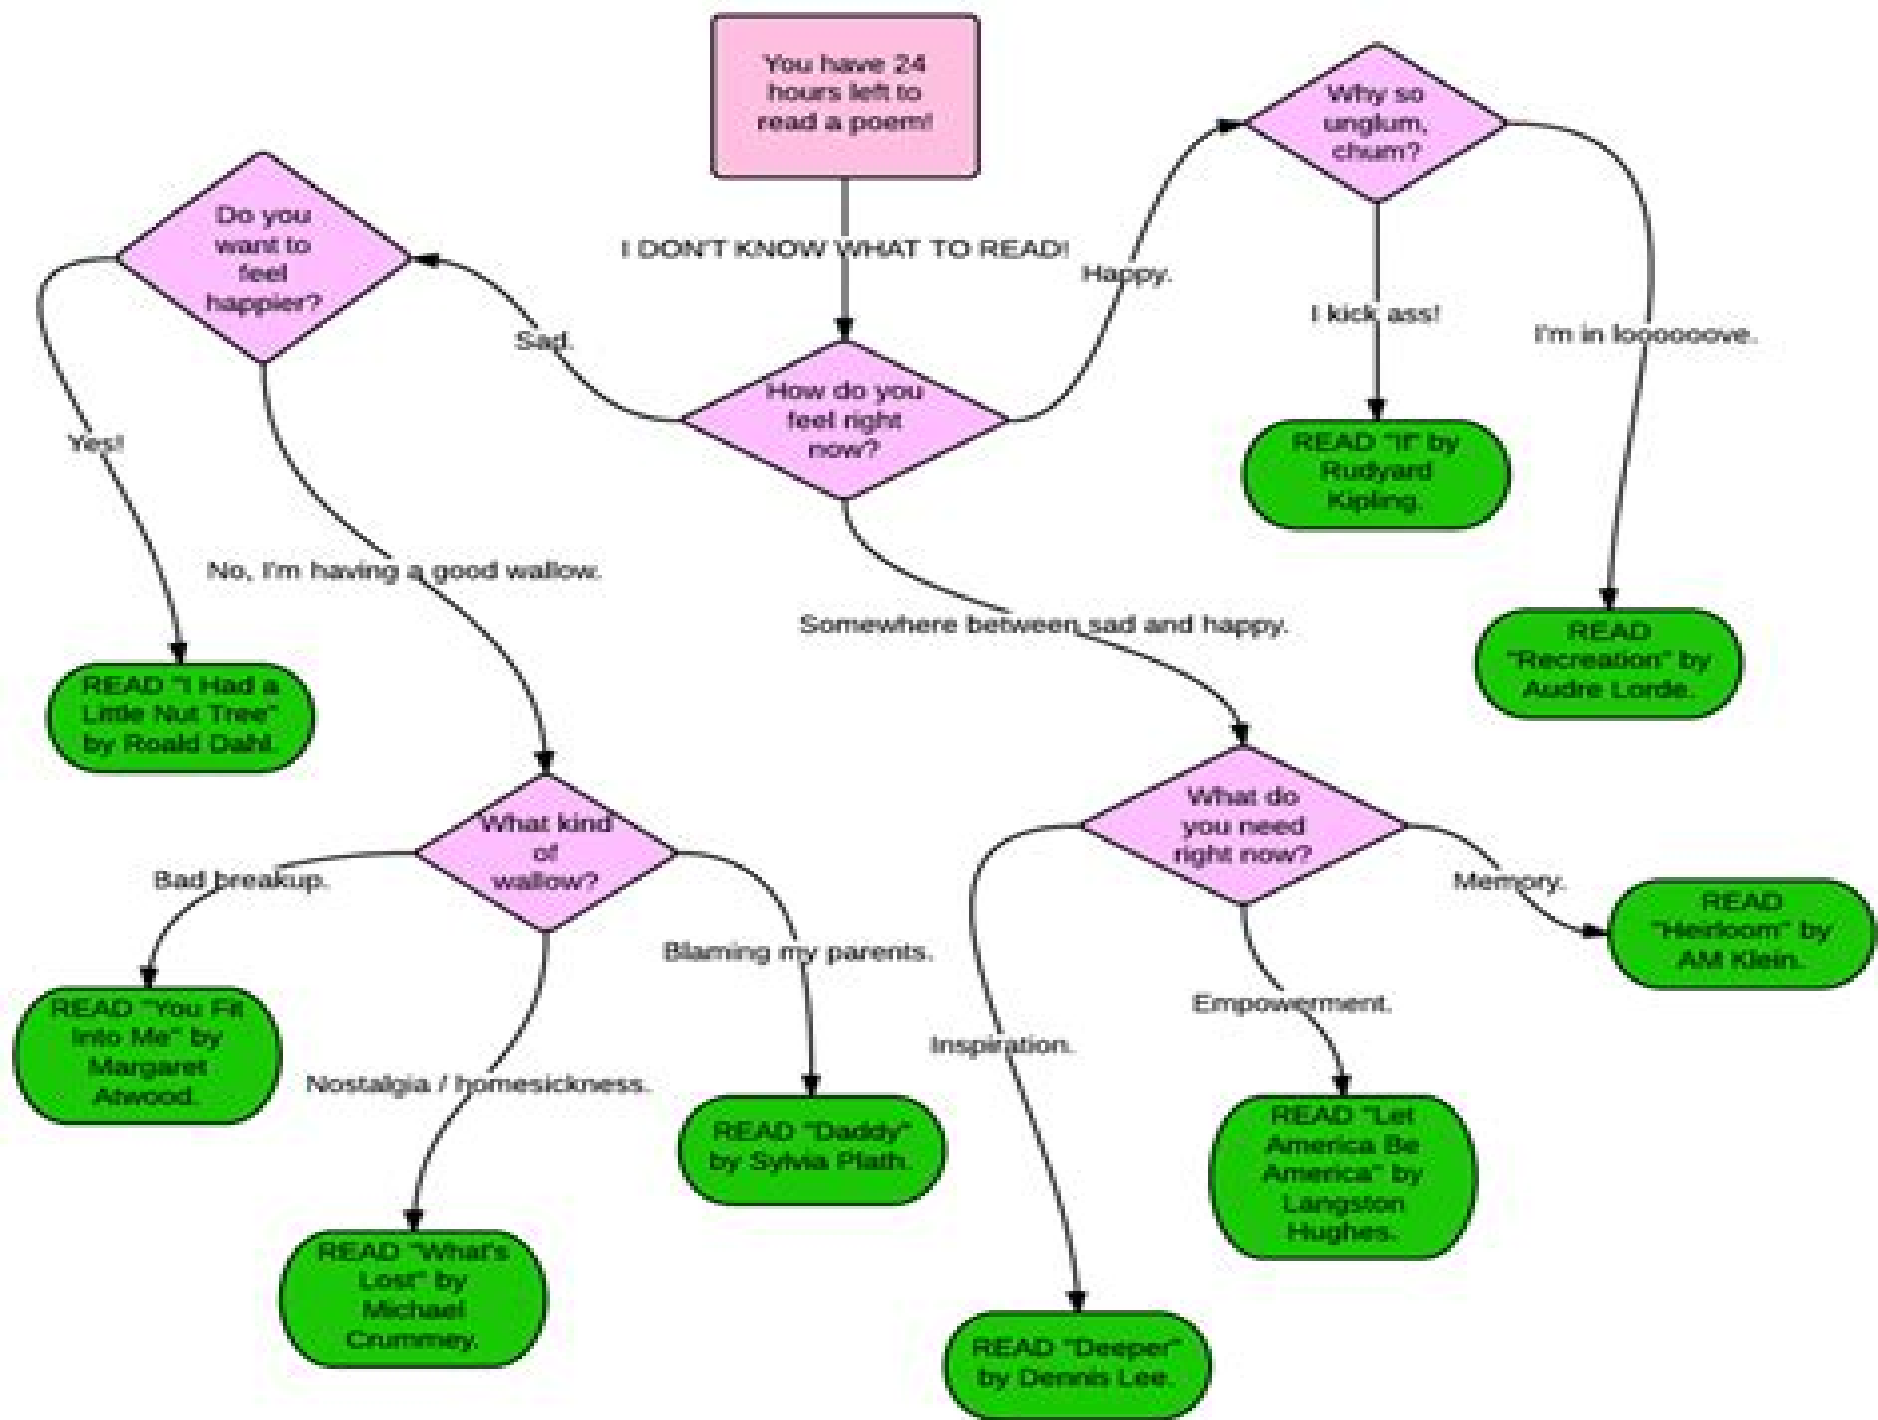 You have 24
hours left to
read a poem!
Why so
unglum,
chum?
Do you
want to
feel
happier?
I DON'T KNOW WHAT TO READ!
Happy.
I kick ass!
I'm in loooooove.
Sad.
How do you
feel right
now?
Yes!
READ "If" by
Rudyard
Kipling.
No, I'm having a good wallow.
Somewhere between sad and happy.
READ
"Recreation" by
Audre Lorde.
READ "I Had a
Little Nut Tree"
by Roald Dahl.
What kind
of
wallow?
What do
you need
right now?
Bad breakup.
Memory.
READ
"Heirloom" by
AM Klein.
Blaming my parents.
READ "You Fit
Into Me" by
Margaret
Atwood.
Empowerment.
Inspiration.
Nostalgia / homesickness.
READ "Daddy"
by Sylvia Plath.
READ "Let
America Be
America" by
Langston
Hughes.
READ "What's
Lost" by
Michael
Crummey.
READ "Deeper"
by Dennis Lee.